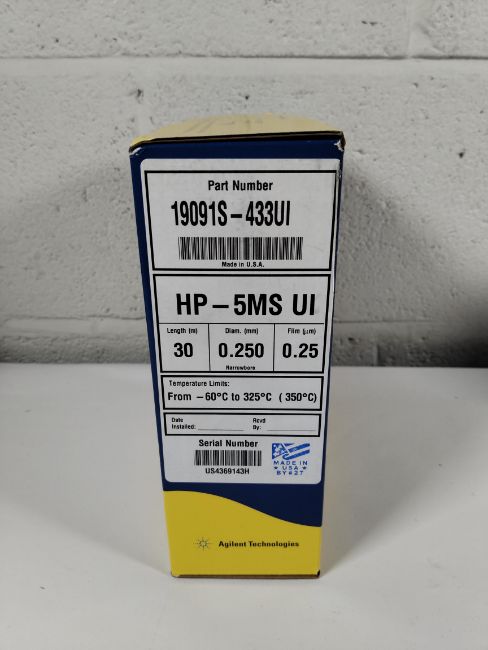 Part Number
19091S-433UI
Made in U.S.A.
HP-5MS UI
Length (m) Diam. (mm) Film (μm)
30 0.250 0.25
Narrowbore
Temperature Limits:
From -60°C to 325°C (350°C)
Date Installed: Rcvd By:
Serial Number
US4369143H
MADE IN
USA
BY #27
Agilent Technologies